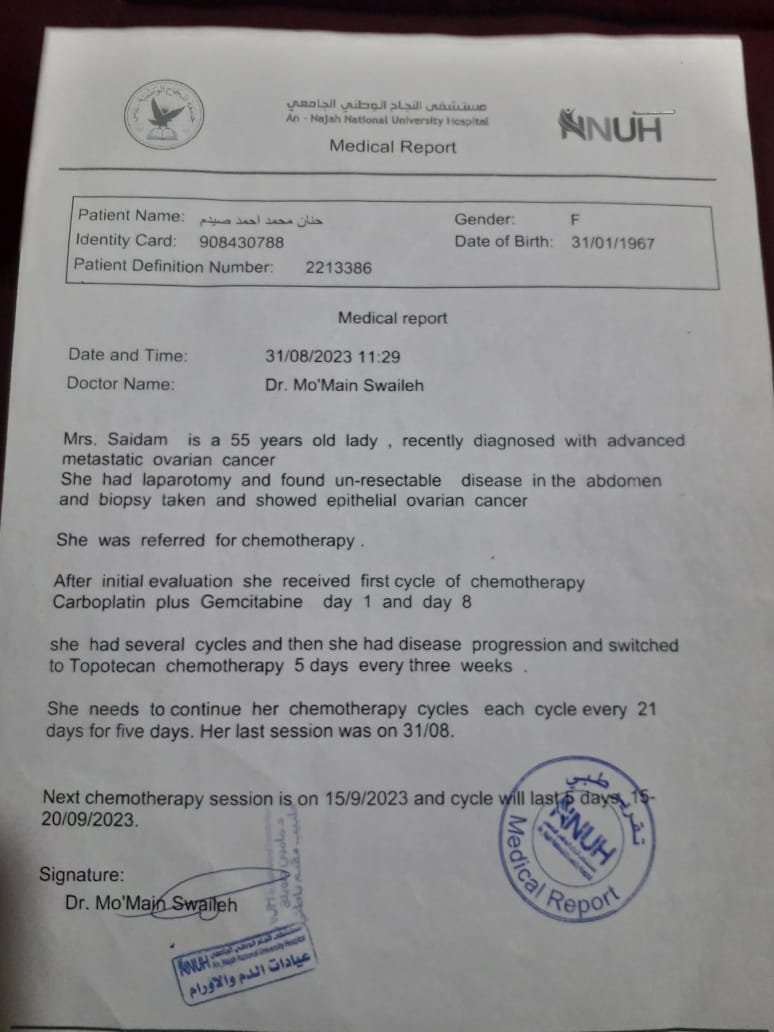 مستشفى النجاح الوطني الجامعي
An - Najah National University Hospital
NNUH
Medical Report
Patient Name: حنان محمد احمد صيدم
Gender: F
Identity Card: 908430788
Date of Birth: 31/01/1967
Patient Definition Number: 2213386
Medical report
Date and Time: 31/08/2023 11:29
Doctor Name: Dr. Mo'Main Swaileh
Mrs. Saidam is a 55 years old lady , recently diagnosed with advanced
metastatic ovarian cancer
She had laparotomy and found un-resectable disease in the abdomen
and biopsy taken and showed epithelial ovarian cancer
She was referred for chemotherapy .
After initial evaluation she received first cycle of chemotherapy
Carboplatin plus Gemcitabine day 1 and day 8
she had several cycles and then she had disease progression and switched
to Topotecan chemotherapy 5 days every three weeks .
She needs to continue her chemotherapy cycles each cycle every 21
days for five days. Her last session was on 31/08.
Next chemotherapy session is on 15/9/2023 and cycle will last 5 days, 15-
20/09/2023.
تقرير طبي
NNUH
Medical Report
Signature:
Dr. Mo'Main Swaileh
مستشفى النجاح الوطني الجامعي
NNUH An. Najah National University Hospital
عيادات الدم والاورام